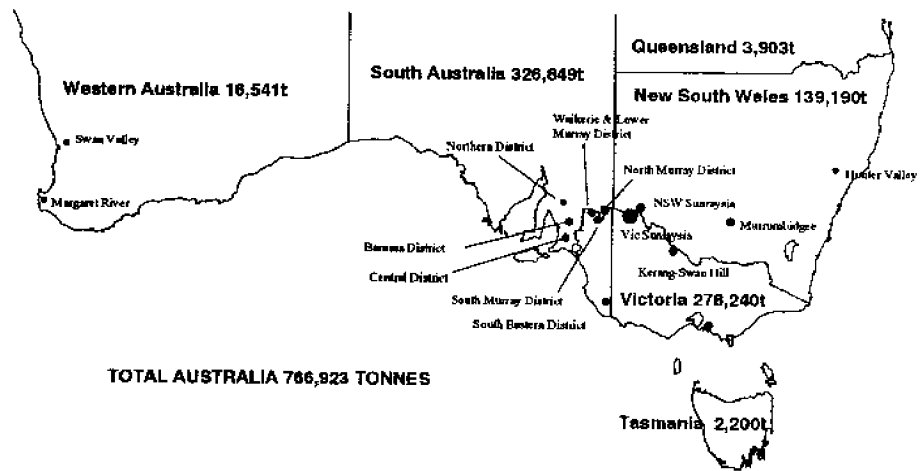 Queensland 3,903t
South Australia 326,849t
Western Australia 16,541t
New South Wales 139,190t
Waikerie & Lower
Murray District
Swan Valley
Northern District
North Murray District
Hunter Valley
Margaret River
NSW Sunraysia
Murrumbidgee
Vic Sunraysia
Barossa District
Central District
Kerang-Swan Hill
South Murray District
Victoria 278,240t
South Eastern District
TOTAL AUSTRALIA 766,923 TONNES
Tasmania 2,200t